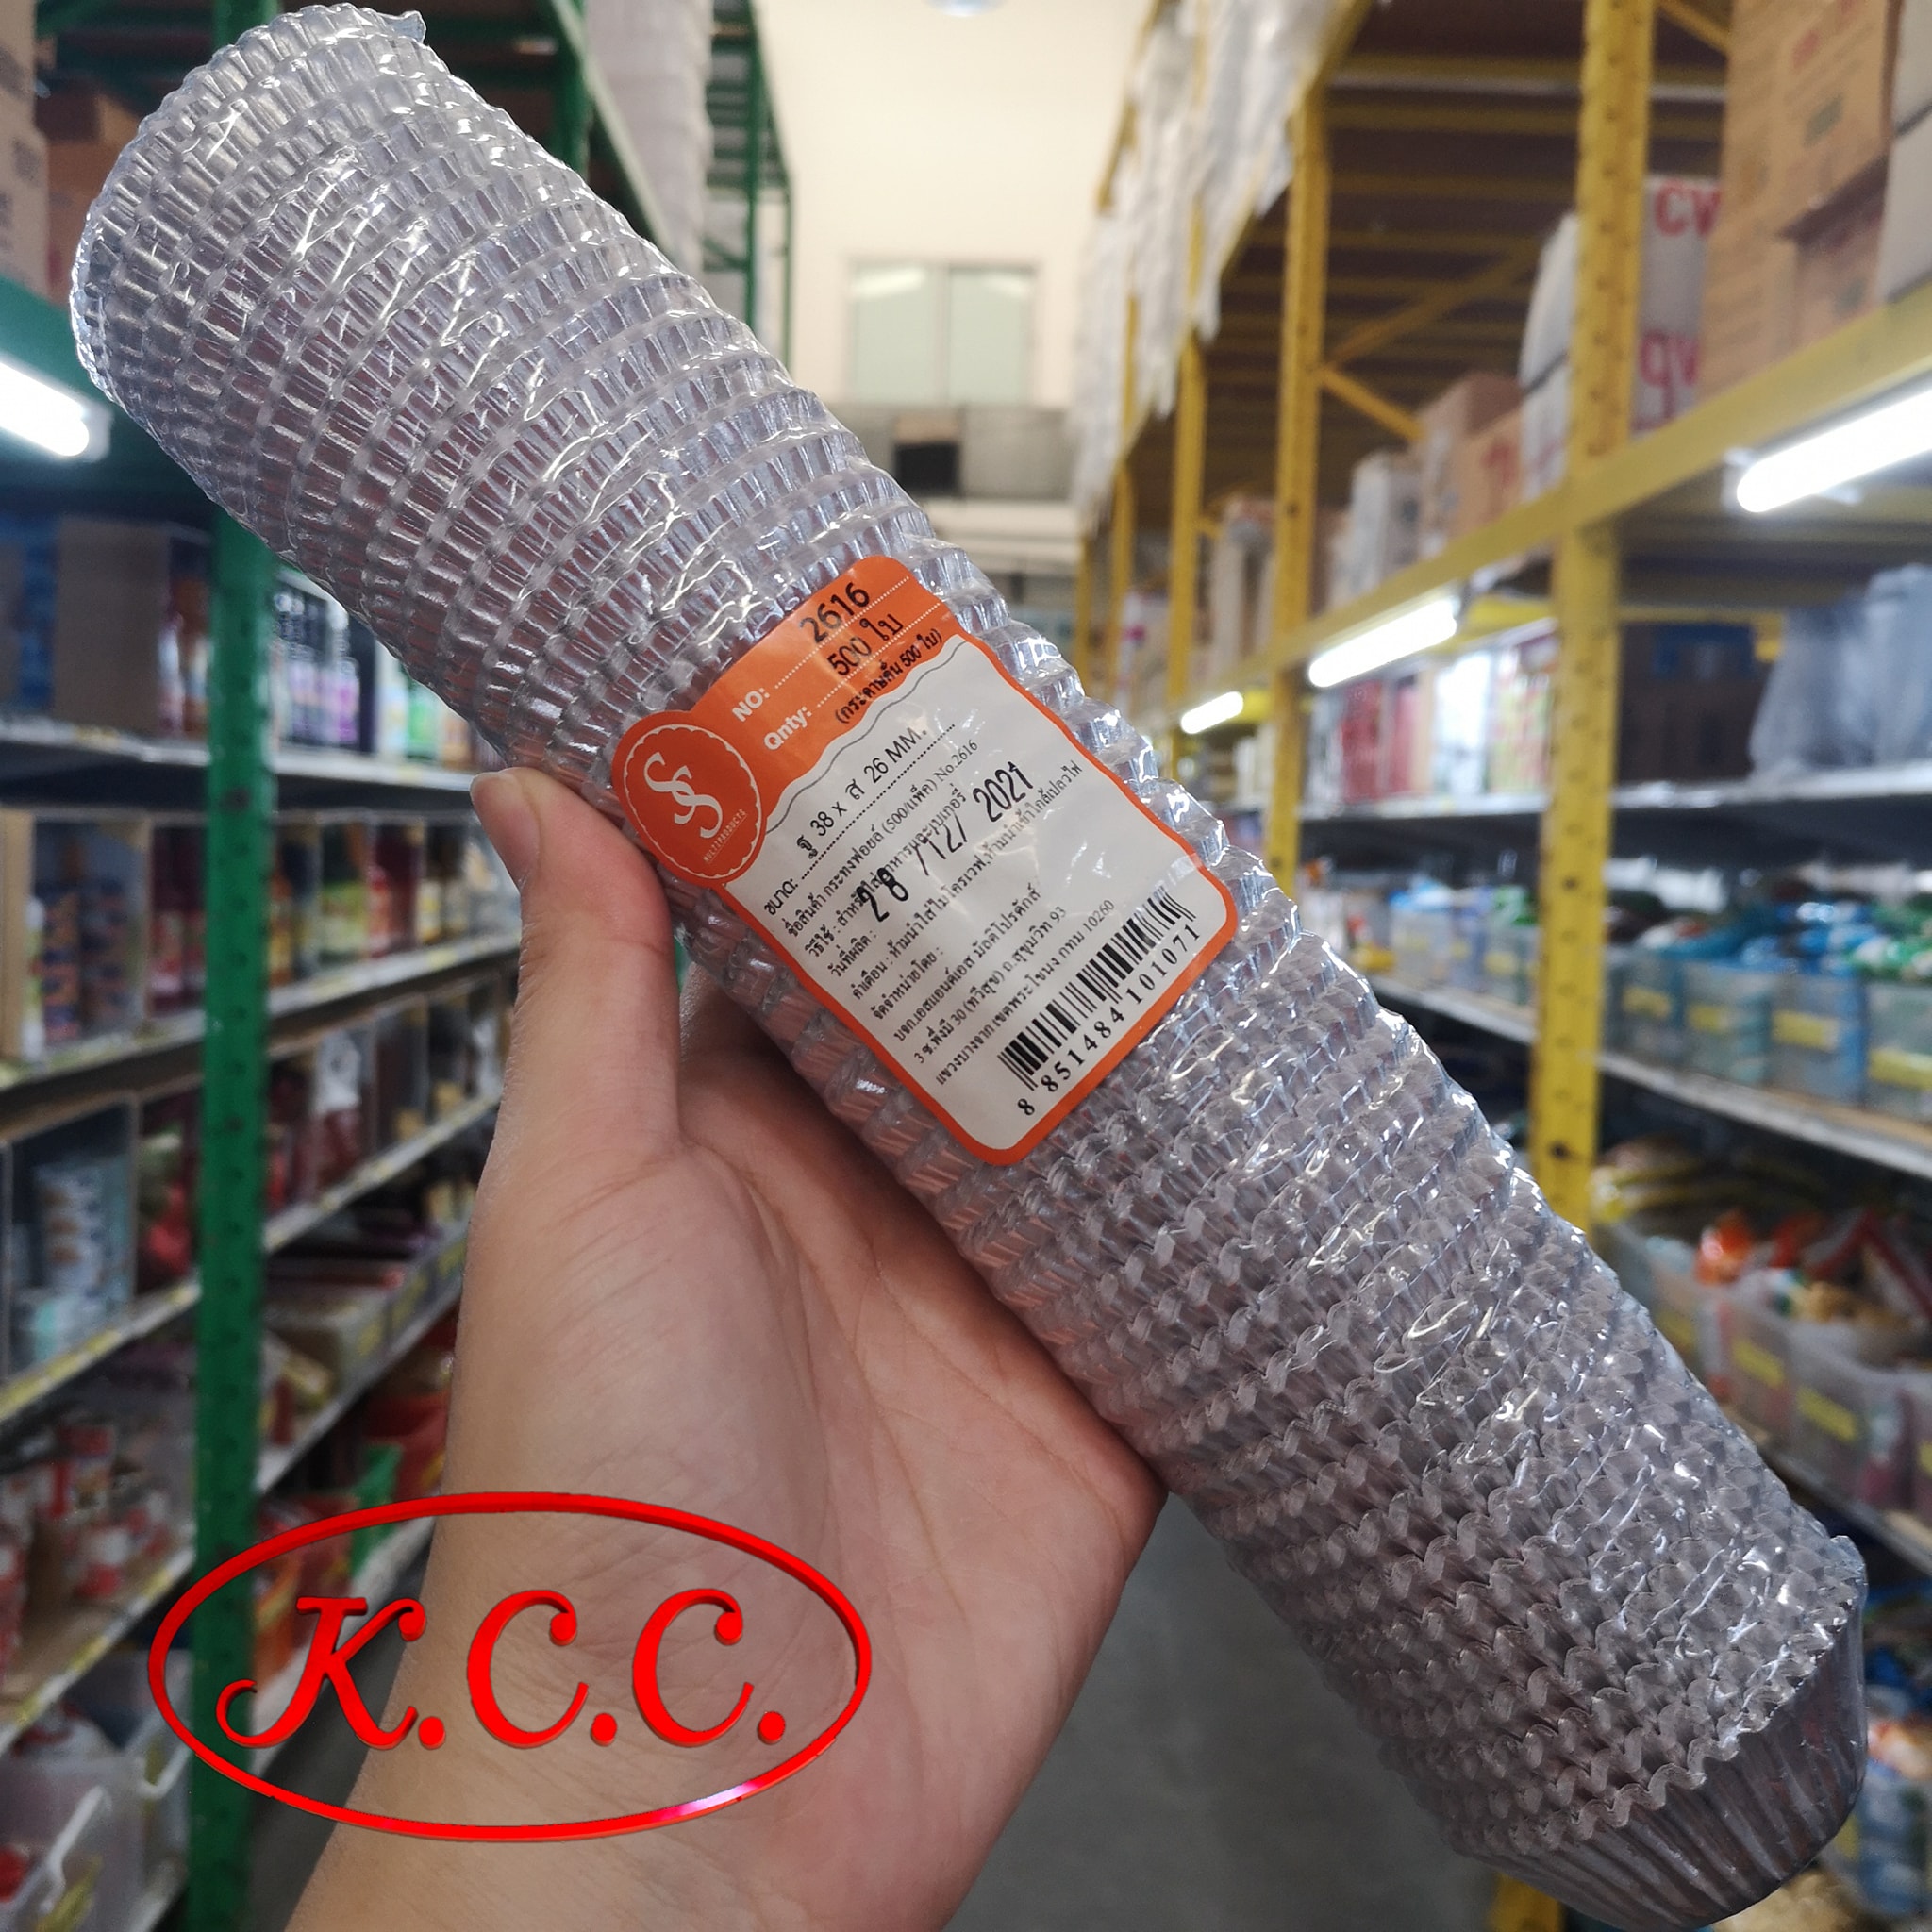 NO: 2616
Qnty: 500 ใบ
(กระดาษคั่น 500 ใบ)
SS
MULTIPRODUCTS
ขนาด: ฐ 38 x ส 26 MM.
ชื่อสินค้า กระทงฟอยล์ (500/แพ็ค) No.2616
วิธีใช้ : สำหรับใส่อาหารและเบเกอรี่
วันที่ผลิต : 28 /12/ 2021
คำเตือน : ห้ามนำใส่ไมโครเวฟ,ห้ามนำเข้าใกล้เปลวไฟ
จัดจำหน่ายโดย :
บจก.เอสแอนด์เอส มัลติโปรดักส์
3 ซ.พึ่งมี 30 (ทวีสุข) ถ.สุขุมวิท 93
แขวงบางจาก เขตพระโขนง กทม 10260
8 851484 101071
K.C.C.